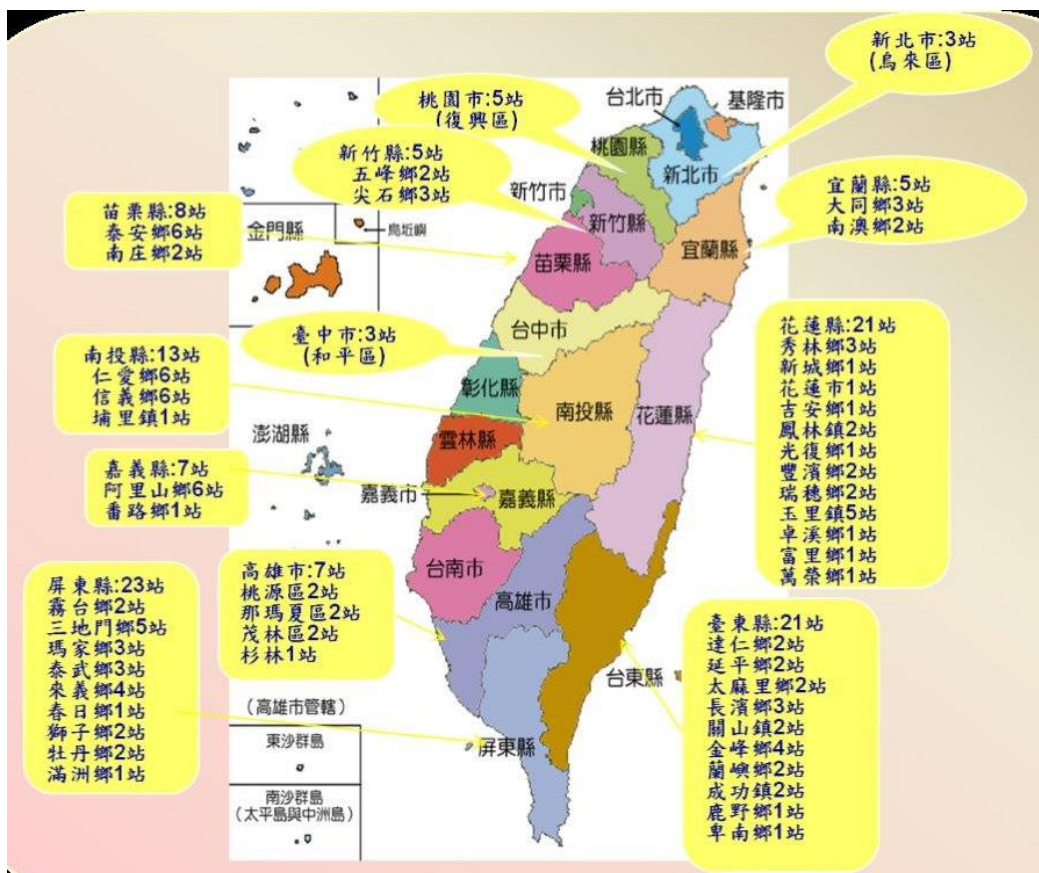 新北市:3站
(烏來區)
桃園市:5站
(復興區)
新竹縣:5站
五峰鄉2站
尖石鄉3站
宜蘭縣:5站
大同鄉3站
南澳鄉2站
苗栗縣:8站
泰安鄉6站
南庄鄉2站
臺中市:3站
(和平區)
南投縣:13站
仁愛鄉6站
信義鄉6站
埔里鎮1站
嘉義縣:7站
阿里山鄉6站
番路鄉1站
花蓮縣:21站
秀林鄉3站
新城鄉1站
花蓮市1站
吉安鄉1站
鳳林鎮2站
光復鄉1站
豐濱鄉2站
瑞穗鄉2站
玉里鎮5站
卓溪鄉1站
富里鄉1站
萬榮鄉1站
屏東縣:23站
霧台鄉2站
三地門鄉5站
瑪家鄉3站
泰武鄉3站
來義鄉4站
春日鄉1站
獅子鄉2站
牡丹鄉2站
滿洲鄉1站
高雄市:7站
桃源區2站
那瑪夏區2站
茂林區2站
杉林1站
臺東縣:21站
達仁鄉2站
延平鄉2站
太麻里鄉2站
長濱鄉3站
關山鎮2站
金峰鄉4站
蘭嶼鄉2站
成功鎮2站
鹿野鄉1站
卑南鄉1站
台北市
基隆市
桃園縣
新北市
新竹市
新竹縣
宜蘭縣
苗栗縣
金門縣
烏坵嶼
台中市
彰化縣
南投縣
花蓮縣
雲林縣
澎湖縣
嘉義市
嘉義縣
台南市
高雄市
台東縣
屏東縣
(高雄市管轄)
東沙群島
南沙群島
(太平島與中洲島)